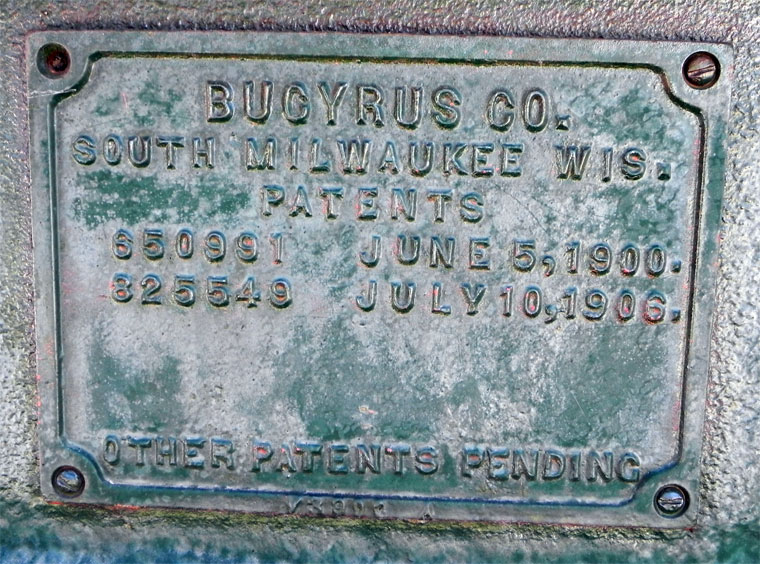 BUCYRUS CO.
SOUTH MILWAUKEE WIS.
PATENTS
650991 JUNE 5, 1900.
825549 JULY 10, 1906.
OTHER PATENTS PENDING